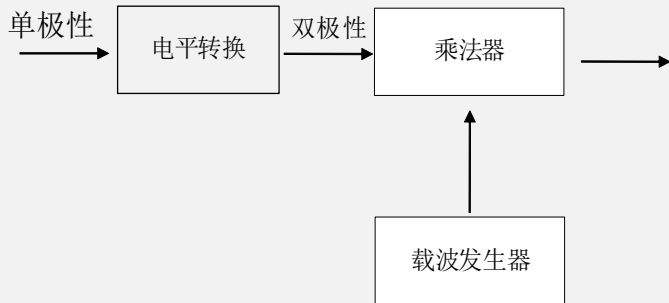 单极性
电平转换
双极性
乘法器
载波发生器